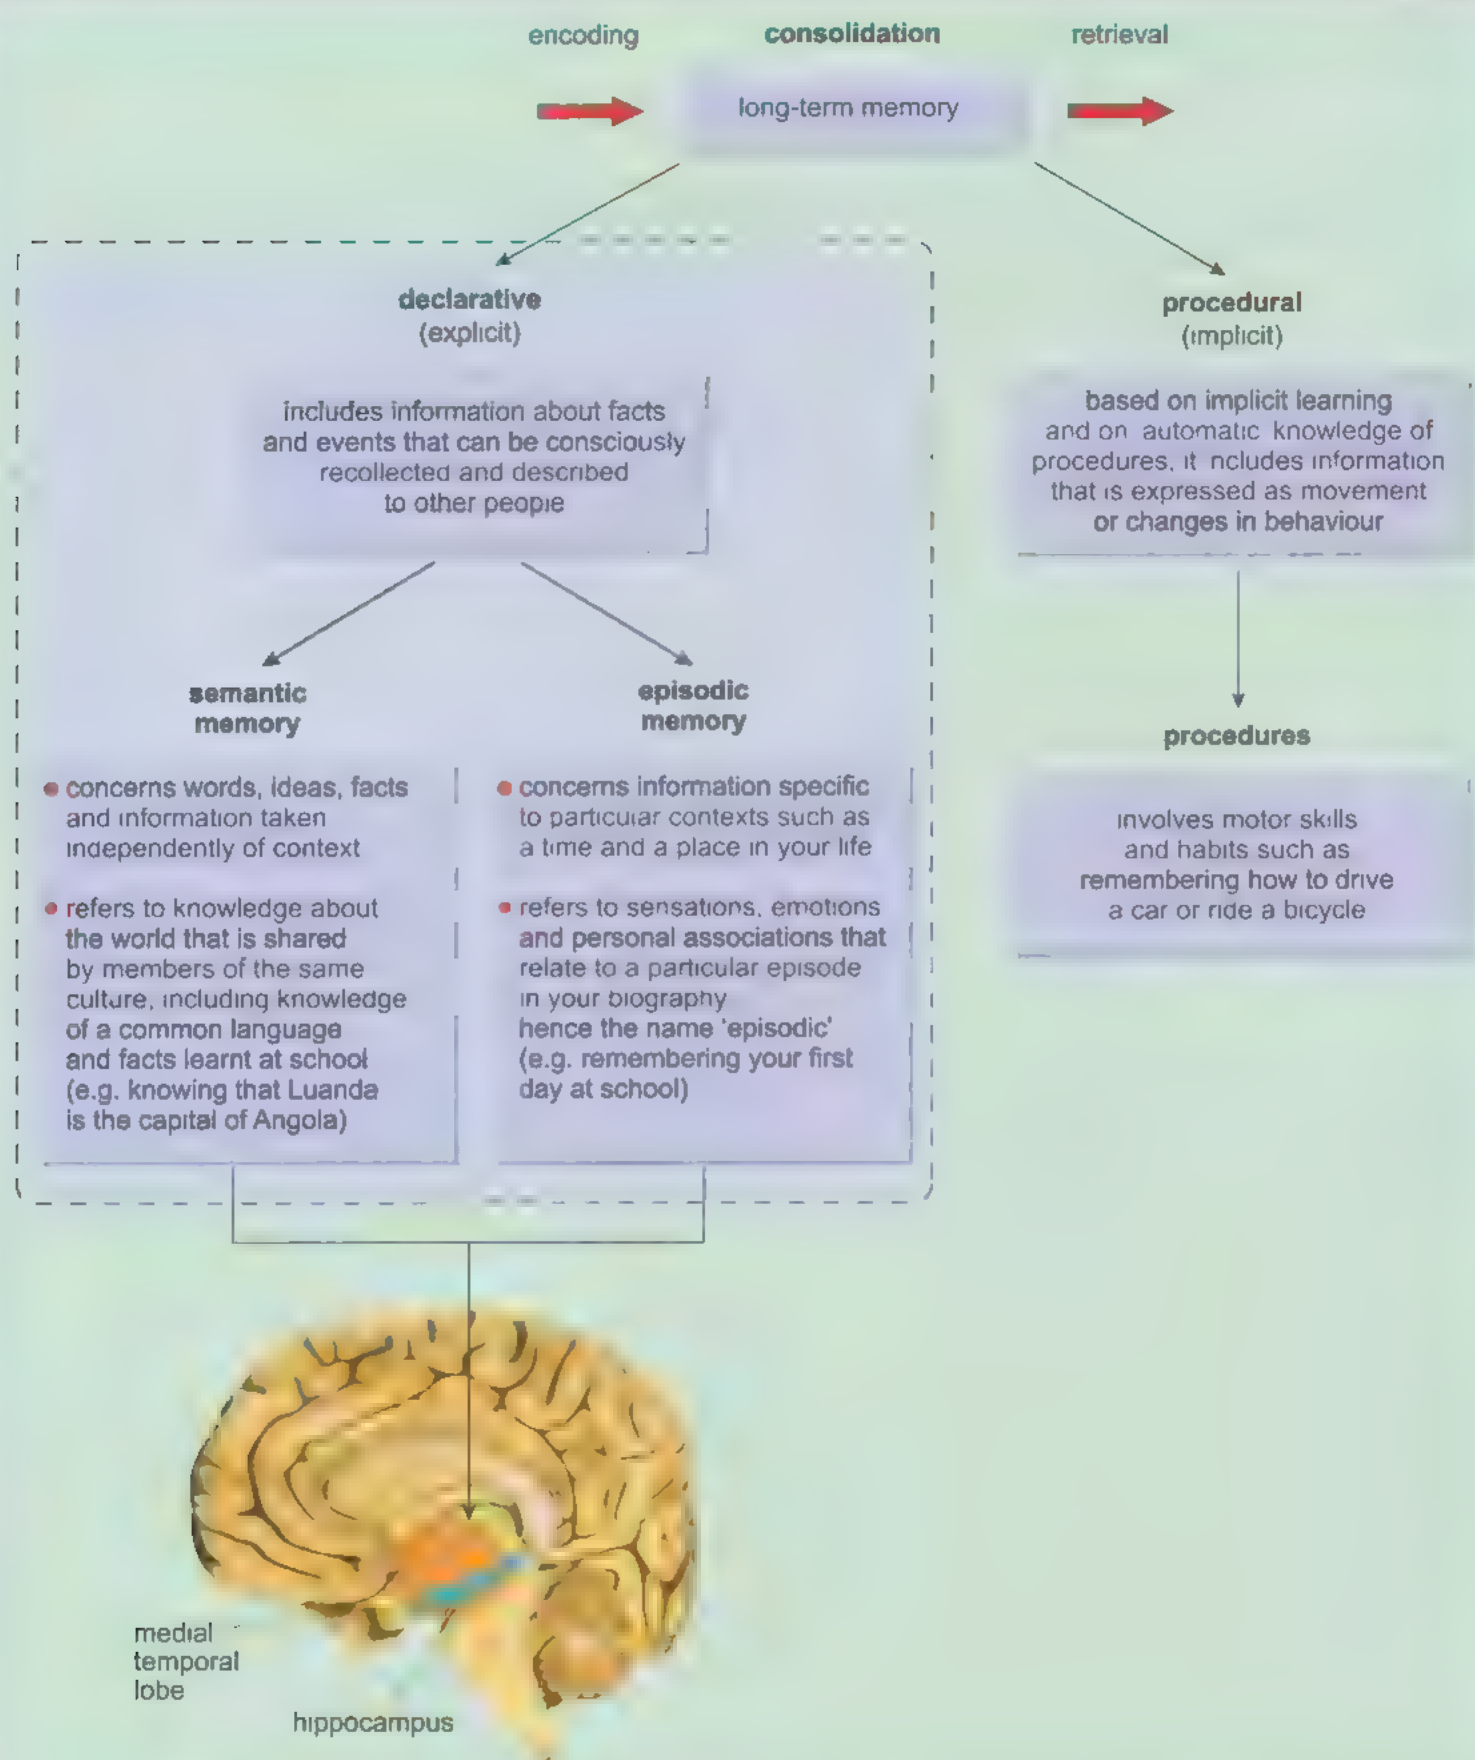 encoding
consolidation
retrieval
long-term memory
declarative
(explicit)
includes information about facts
and events that can be consciously
recollected and described
to other people
procedural
(implicit)
based on implicit learning
and on automatic knowledge of
procedures, it includes information
that is expressed as movement
or changes in behaviour
semantic
memory
• concerns words, ideas, facts
and information taken
independently of context
• refers to knowledge about
the world that is shared
by members of the same
culture, including knowledge
of a common language
and facts learnt at school
(e.g. knowing that Luanda
is the capital of Angola)
episodic
memory
• concerns information specific
to particular contexts such as
a time and a place in your life
• refers to sensations, emotions
and personal associations that
relate to a particular episode
in your biography
hence the name 'episodic'
(e.g. remembering your first
day at school)
procedures
involves motor skills
and habits such as
remembering how to drive
a car or ride a bicycle
medial
temporal
lobe
hippocampus